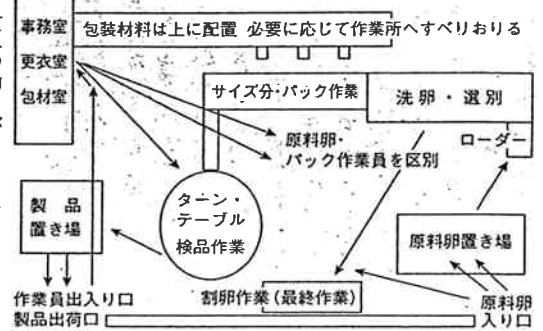 事務室
更衣室
包材室
包装材料は上に配置 必要に応じて作業所へすべりおりる
サイズ分・パック作業
洗卵・選別
ローダー
原料卵・
パック作業員を区別
製品
置き場
ターン・
テーブル
検品作業
原料卵置き場
作業員出入り口
製品出荷口
割卵作業(最終作業)
原料卵
入り口